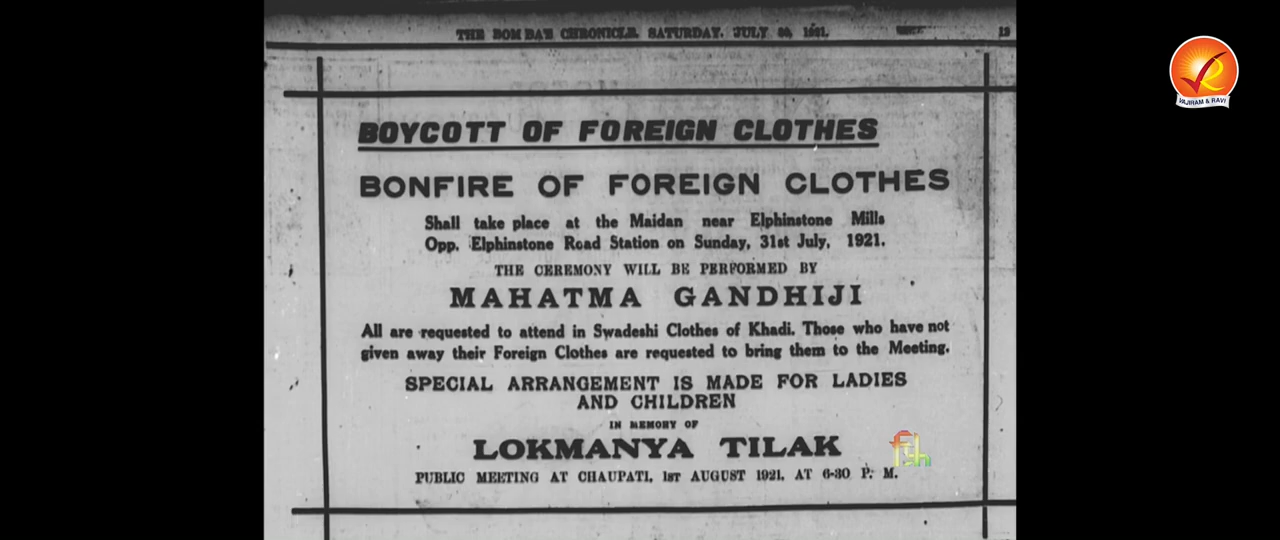 THE BOMBAY CHRONICLE, SATURDAY, JULY 30, 1921.
BOYCOTT OF FOREIGN CLOTHES
BONFIRE OF FOREIGN CLOTHES
Shall take place at the Maidan near Elphinstone Mills
Opp. Elphinstone Road Station on Sunday, 31st July, 1921.
THE CEREMONY WILL BE PERFORMED BY
MAHATMA GANDHIJI
All are requested to attend in Swadeshi Clothes of Khadi. Those who have not
given away their Foreign Clothes are requested to bring them to the Meeting.
SPECIAL ARRANGEMENT IS MADE FOR LADIES
AND CHILDREN
IN MEMORY OF
LOKMANYA TILAK
PUBLIC MEETING AT CHAUPATI, 1ST AUGUST 1921, AT 6-30 P. M.
VAJIRAM & RAVI